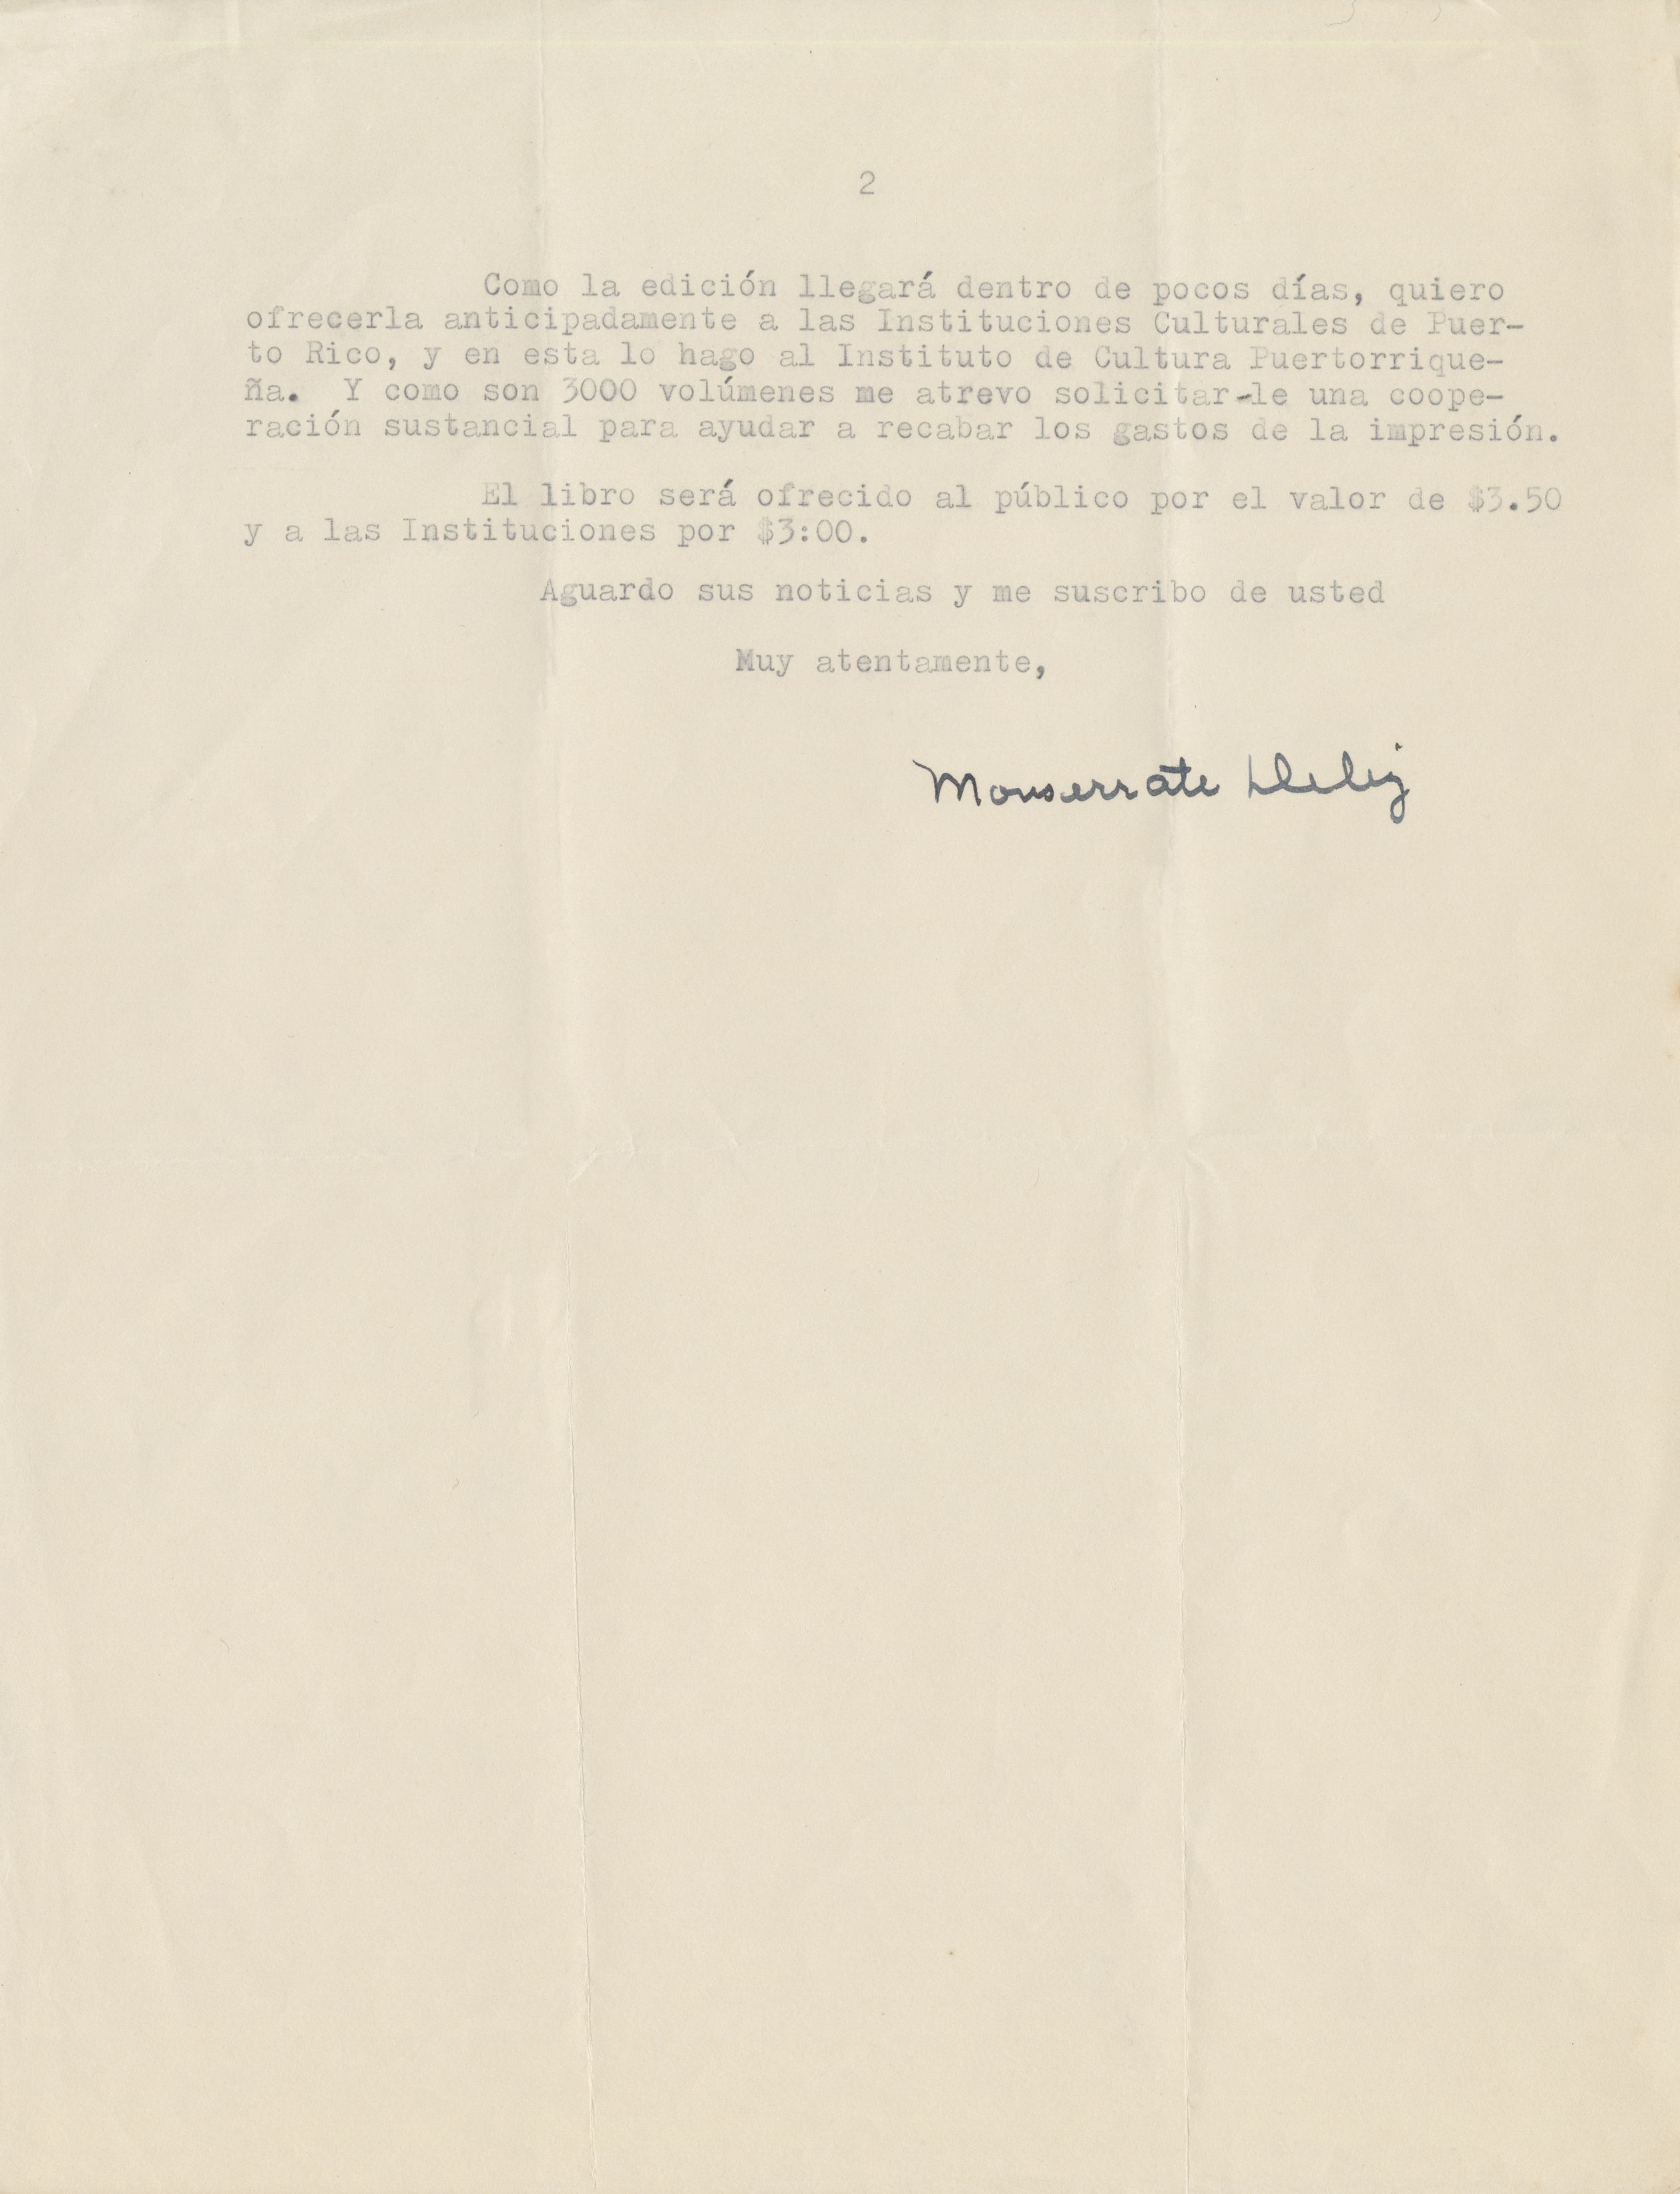 2
Como la edición llegará dentro de pocos días, quiero
ofrecerla anticipadamente a las Instituciones Culturales de Puer-
to Rico, y en esta lo hago al Instituto de Cultura Puertorrique-
ña. Y como son 3000 volúmenes me atrevo solicitar-le una coope-
ración sustancial para ayudar a recabar los gastos de la impresión.
El libro será ofrecido al público por el valor de $3.50
y a las Instituciones por $3:00.
Aguardo sus noticias y me suscribo de usted
Muy atentamente,
Monserrate Deliz